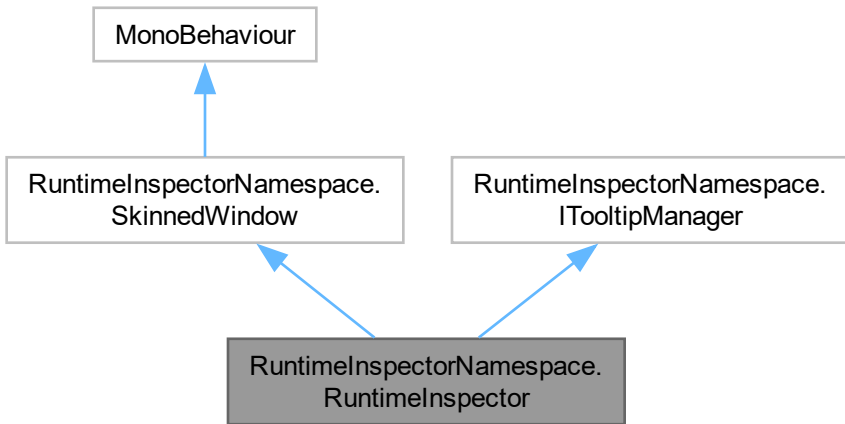 MonoBehaviour
RuntimeInspectorNamespace.
SkinnedWindow
RuntimeInspectorNamespace.
ITooltipManager
RuntimeInspectorNamespace.
RuntimeInspector